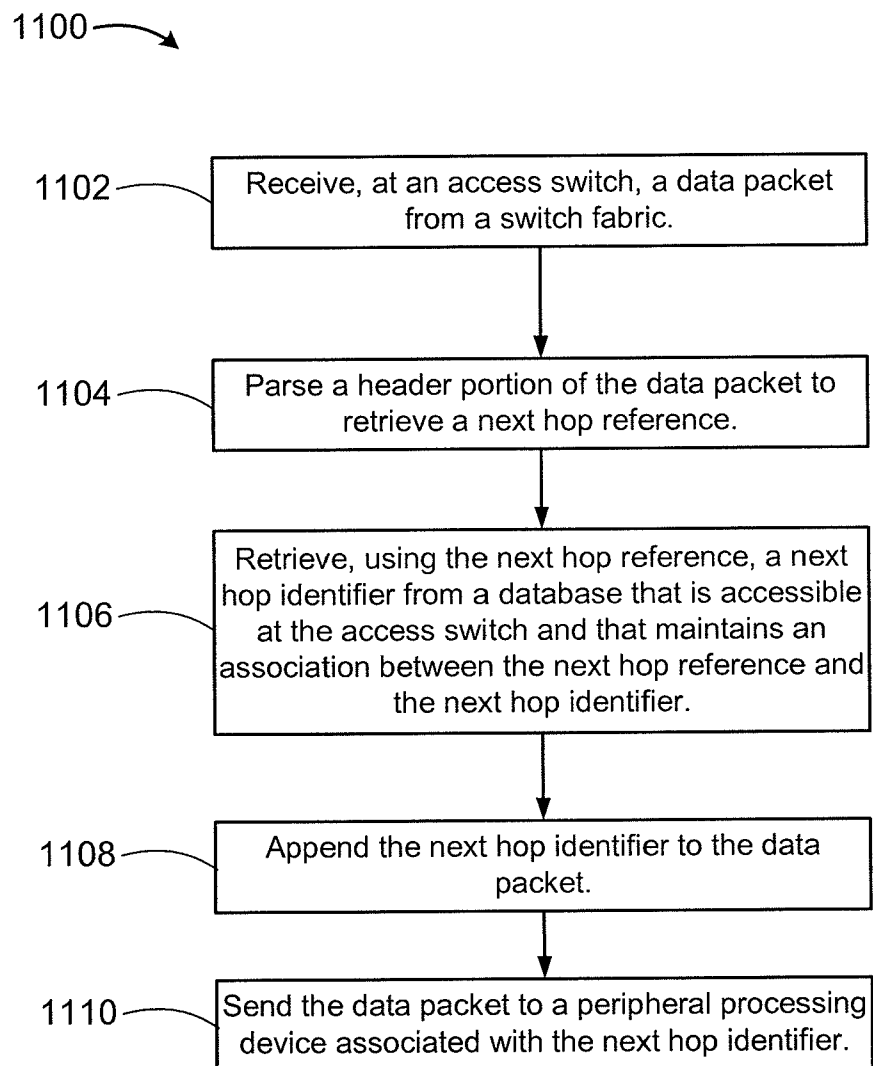 1100
1102
Receive, at an access switch, a data packet
from a switch fabric.
1104
Parse a header portion of the data packet to
retrieve a next hop reference.
1106
Retrieve, using the next hop reference, a next
hop identifier from a database that is accessible
at the access switch and that maintains an
association between the next hop reference and
the next hop identifier.
1108
Append the next hop identifier to the data
packet.
1110
Send the data packet to a peripheral processing
device associated with the next hop identifier.